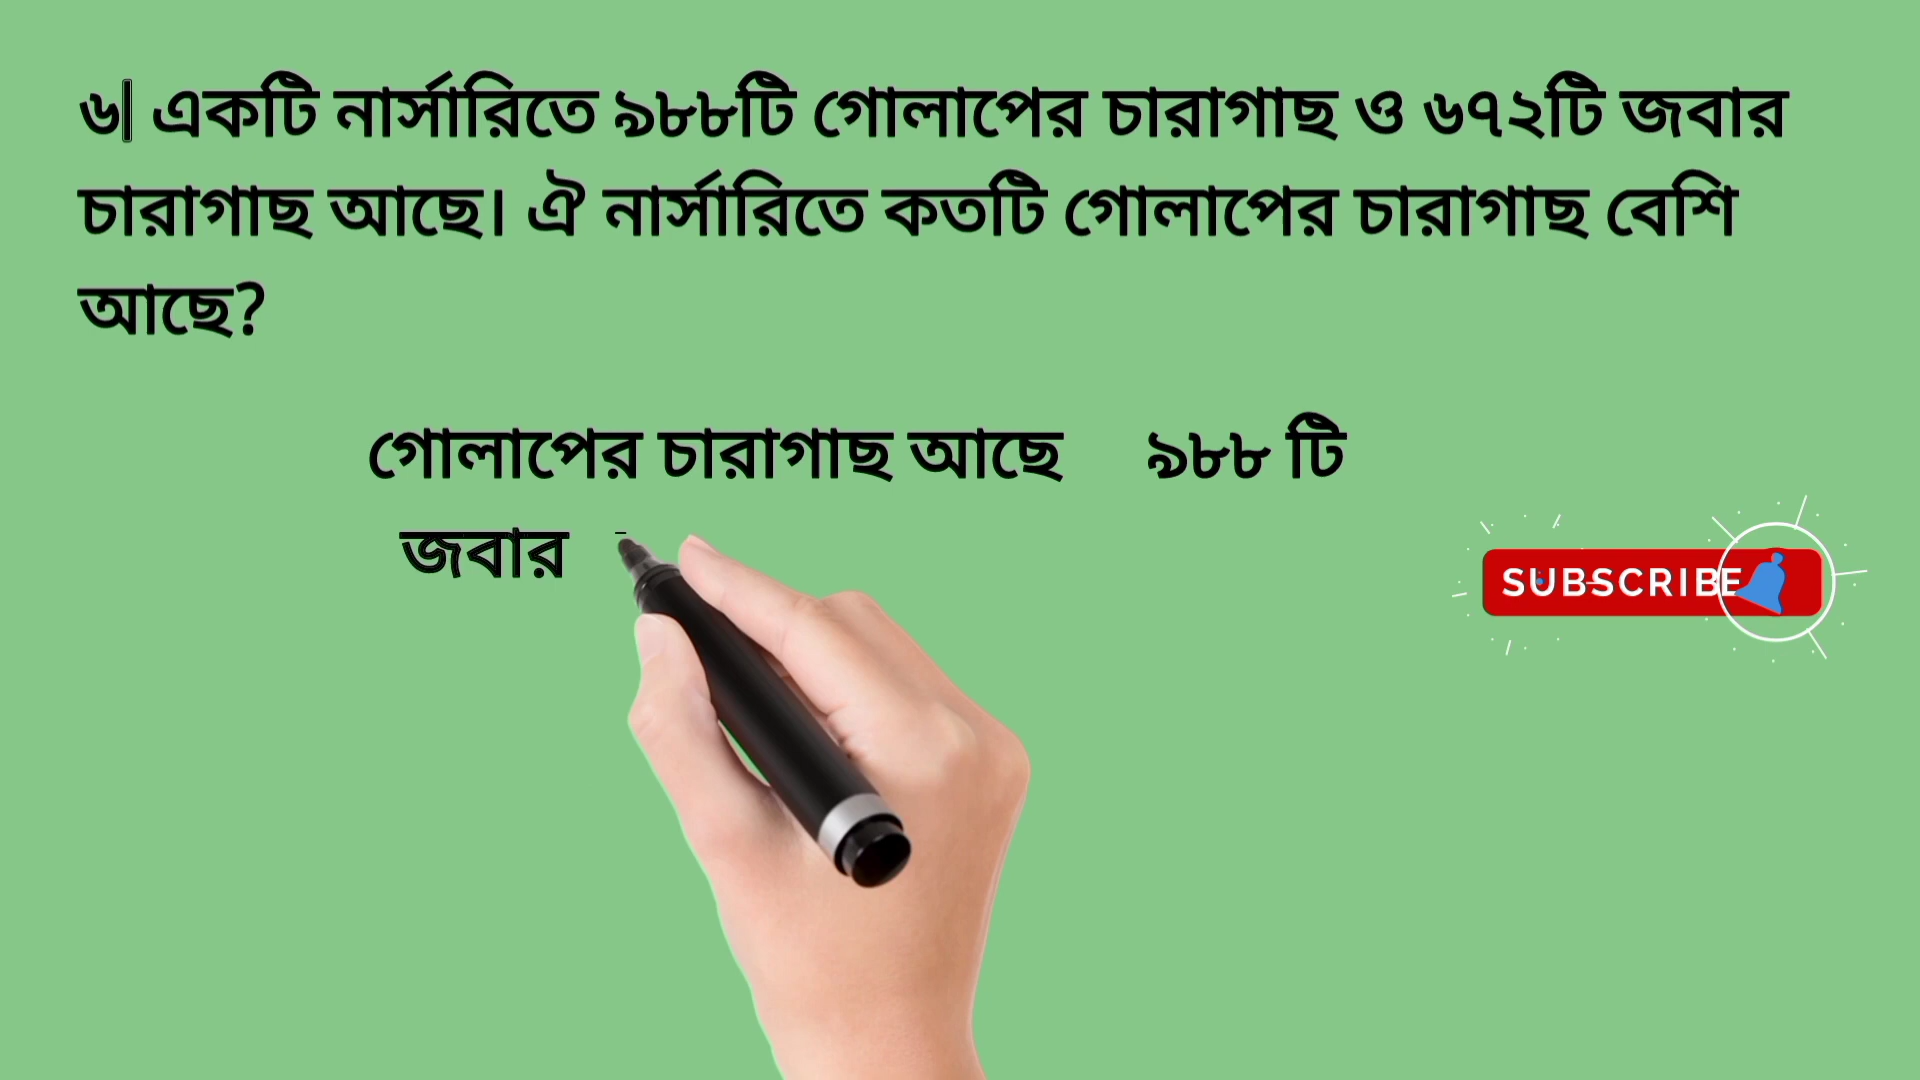 ৬| একটি নার্সারিতে ৯৮৮টি গোলাপের চারাগাছ ও ৬৭২টি জবার
চারাগাছ আছে। ঐ নার্সারিতে কতটি গোলাপের চারাগাছ বেশি
আছে?
গোলাপের চারাগাছ আছে ৯৮৮ টি
জবার
SUBSCRIBE